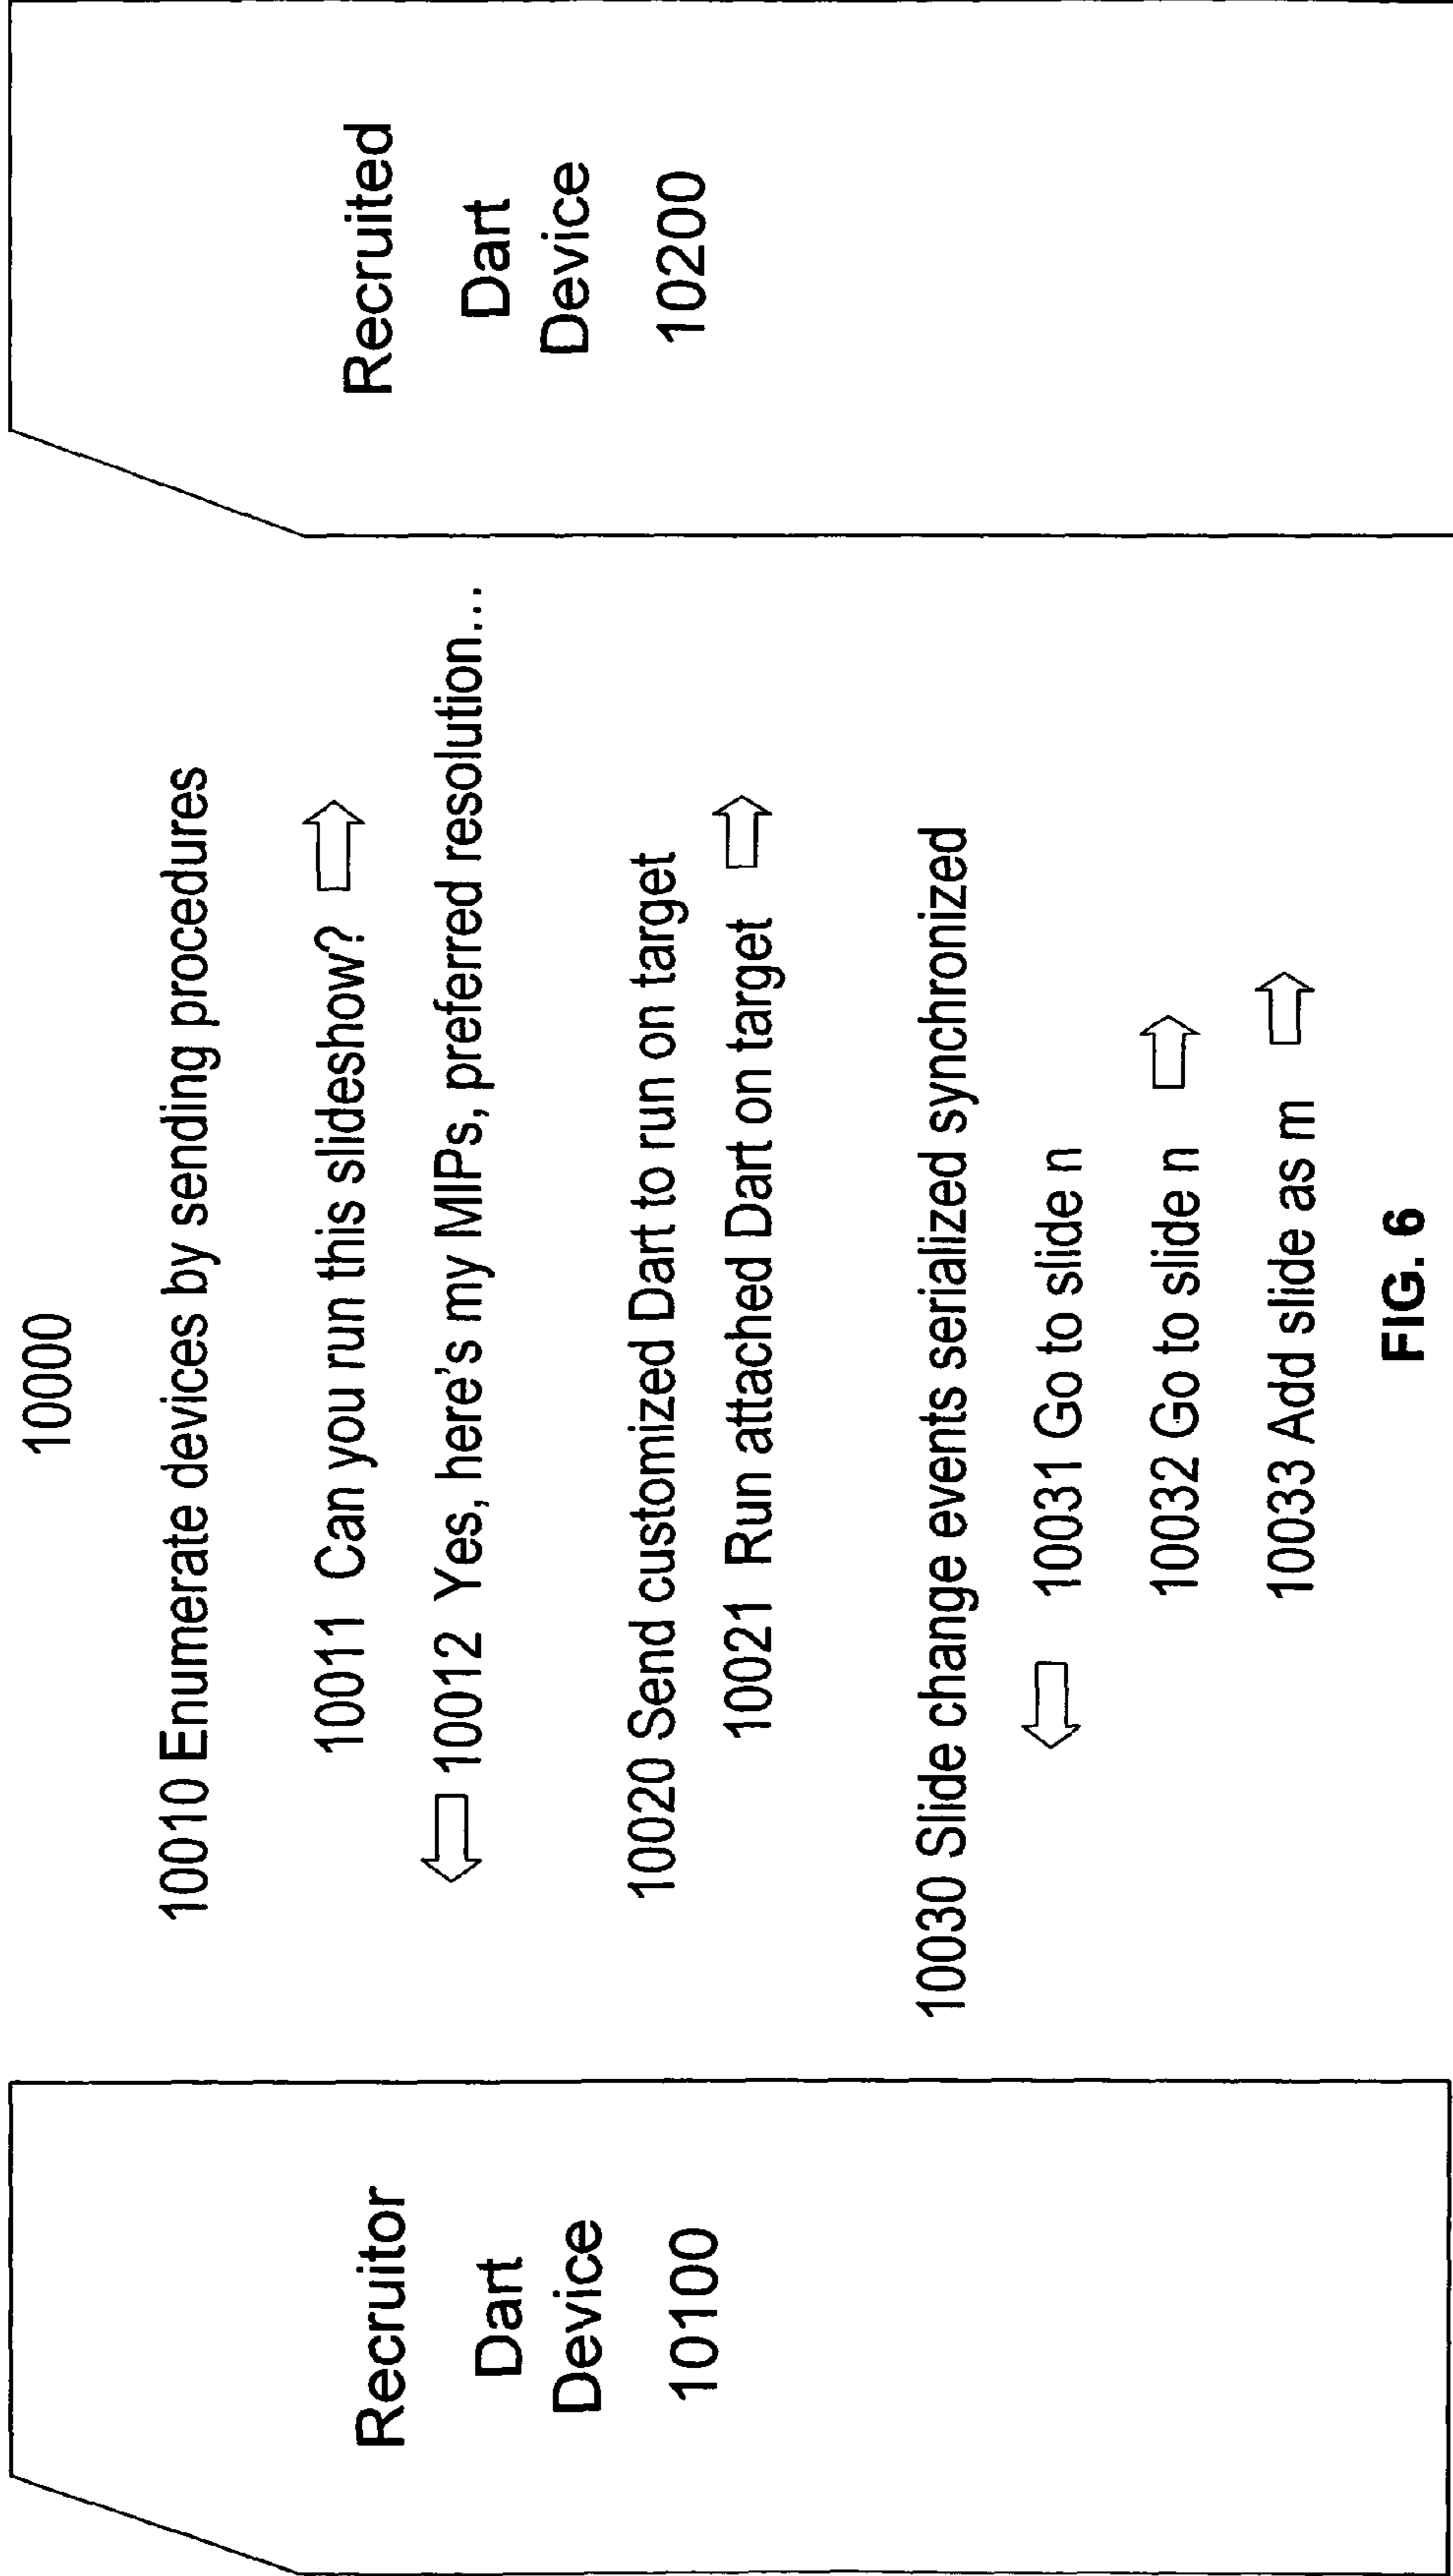 10000
Recruitor
Dart
Device
10100
10010 Enumerate devices by sending procedures
10011 Can you run this slideshow?
10012 Yes, here's my MIPs, preferred resolution...
10020 Send customized Dart to run on target
10021 Run attached Dart on target
10030 Slide change events serialized synchronized
10031 Go to slide n
10032 Go to slide n
10033 Add slide as m
Recruited
Dart
Device
10200
FIG. 6